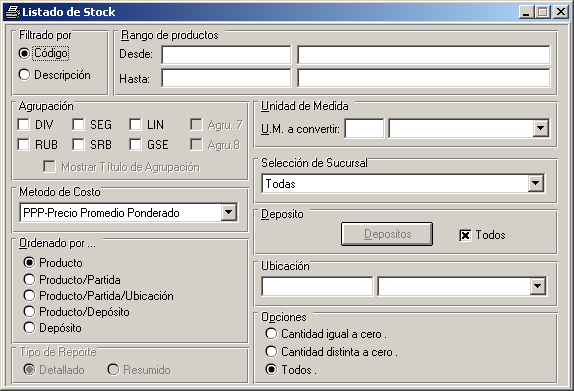 Listado de Stock
Filtrado por
Código
Descripción
Rango de productos
Desde:
Hasta:
Agrupación
DIV SEG LIN Agru. 7
RUB SRB GSE Agru.8
Mostrar Título de Agrupación
Unidad de Medida
U.M. a convertir:
Selección de Sucursal
Todas
Metodo de Costo
PPP-Precio Promedio Ponderado
Deposito
Depositos Todos
Ordenado por ...
Producto
Producto/Partida
Producto/Partida/Ubicación
Producto/Depósito
Depósito
Ubicación
Opciones
Cantidad igual a cero .
Cantidad distinta a cero .
Todos .
Tipo de Reporte
Detallado Resumido